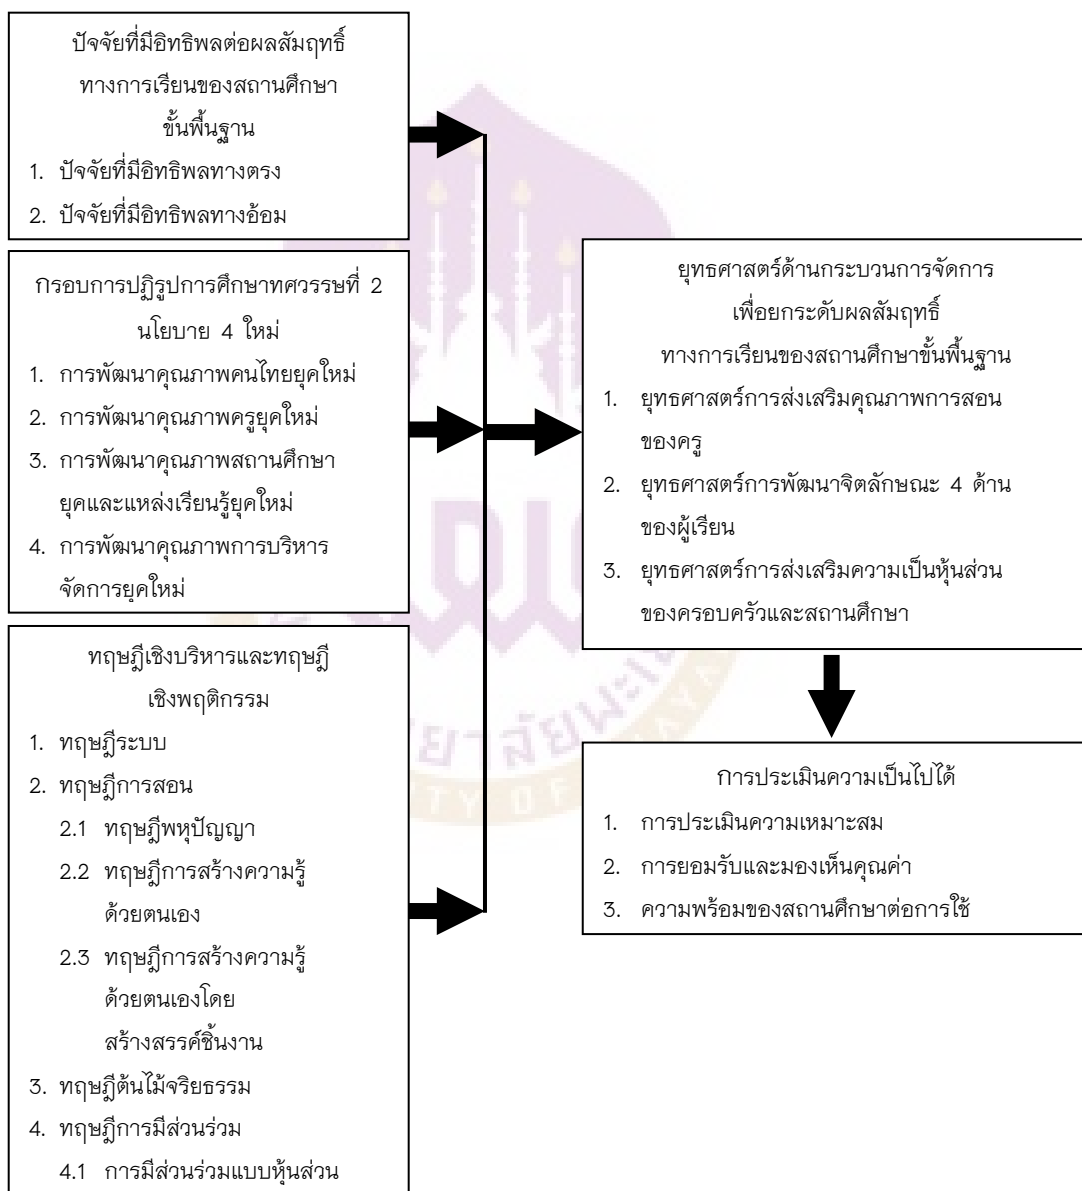 ปัจจัยที่มีอิทธิพลต่อผลสัมฤทธิ์
ทางการเรียนของสถานศึกษา
ขั้นพื้นฐาน
1. ปัจจัยที่มีอิทธิพลทางตรง
2. ปัจจัยที่มีอิทธิพลทางอ้อม
กรอบการปฏิรูปการศึกษาทศวรรษที่ 2
นโยบาย 4 ใหม่
1. การพัฒนาคุณภาพคนไทยยุคใหม่
2. การพัฒนาคุณภาพครูยุคใหม่
3. การพัฒนาคุณภาพสถานศึกษา
ยุคและแหล่งเรียนรู้ยุคใหม่
4. การพัฒนาคุณภาพการบริหาร
จัดการยุคใหม่
ทฤษฎีเชิงบริหารและทฤษฎี
เชิงพฤติกรรม
1. ทฤษฎีระบบ
2. ทฤษฎีการสอน
2.1 ทฤษฎีพหุปัญญา
2.2 ทฤษฎีการสร้างความรู้
ด้วยตนเอง
2.3 ทฤษฎีการสร้างความรู้
ด้วยตนเองโดย
สร้างสรรค์ชิ้นงาน
3. ทฤษฎีต้นไม้จริยธรรม
4. ทฤษฎีการมีส่วนร่วม
4.1 การมีส่วนร่วมแบบหุ้นส่วน
ยุทธศาสตร์ด้านกระบวนการจัดการ
เพื่อยกระดับผลสัมฤทธิ์
ทางการเรียนของสถานศึกษาขั้นพื้นฐาน
1. ยุทธศาสตร์การส่งเสริมคุณภาพการสอน
ของครู
2. ยุทธศาสตร์การพัฒนาจิตลักษณะ 4 ด้าน
ของผู้เรียน
3. ยุทธศาสตร์การส่งเสริมความเป็นหุ้นส่วน
ของครอบครัวและสถานศึกษา
การประเมินความเป็นไปได้
1. การประเมินความเหมาะสม
2. การยอมรับและมองเห็นคุณค่า
3. ความพร้อมของสถานศึกษาต่อการใช้